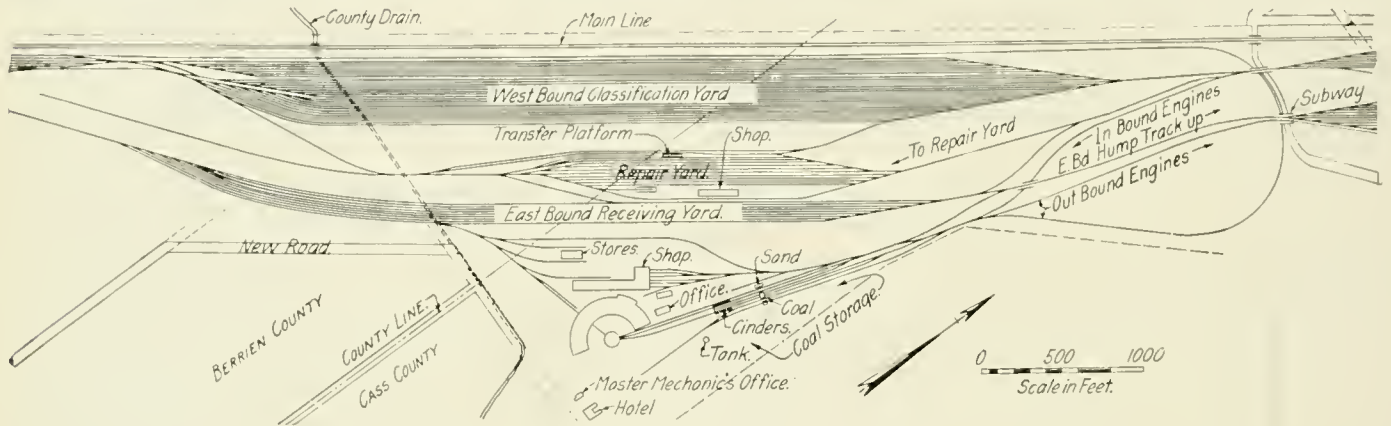 County Drain.
Main Line
West Bound Classification Yard
Subway
Transfer Platform
Shop.
To Repair Yard
In Bound Engines
E. Bd Hump Track up
Out Bound Engines
Repair Yard.
East Bound Receiving Yard.
New Road.
Stores.
Shop.
Sand
Office.
Coal
Cinders.
Coal Storage.
Tank.
BERRIEN COUNTY
COUNTY LINE.
CASS COUNTY
Master Mechanic's Office.
Hotel
0 500 1000
Scale in Feet.